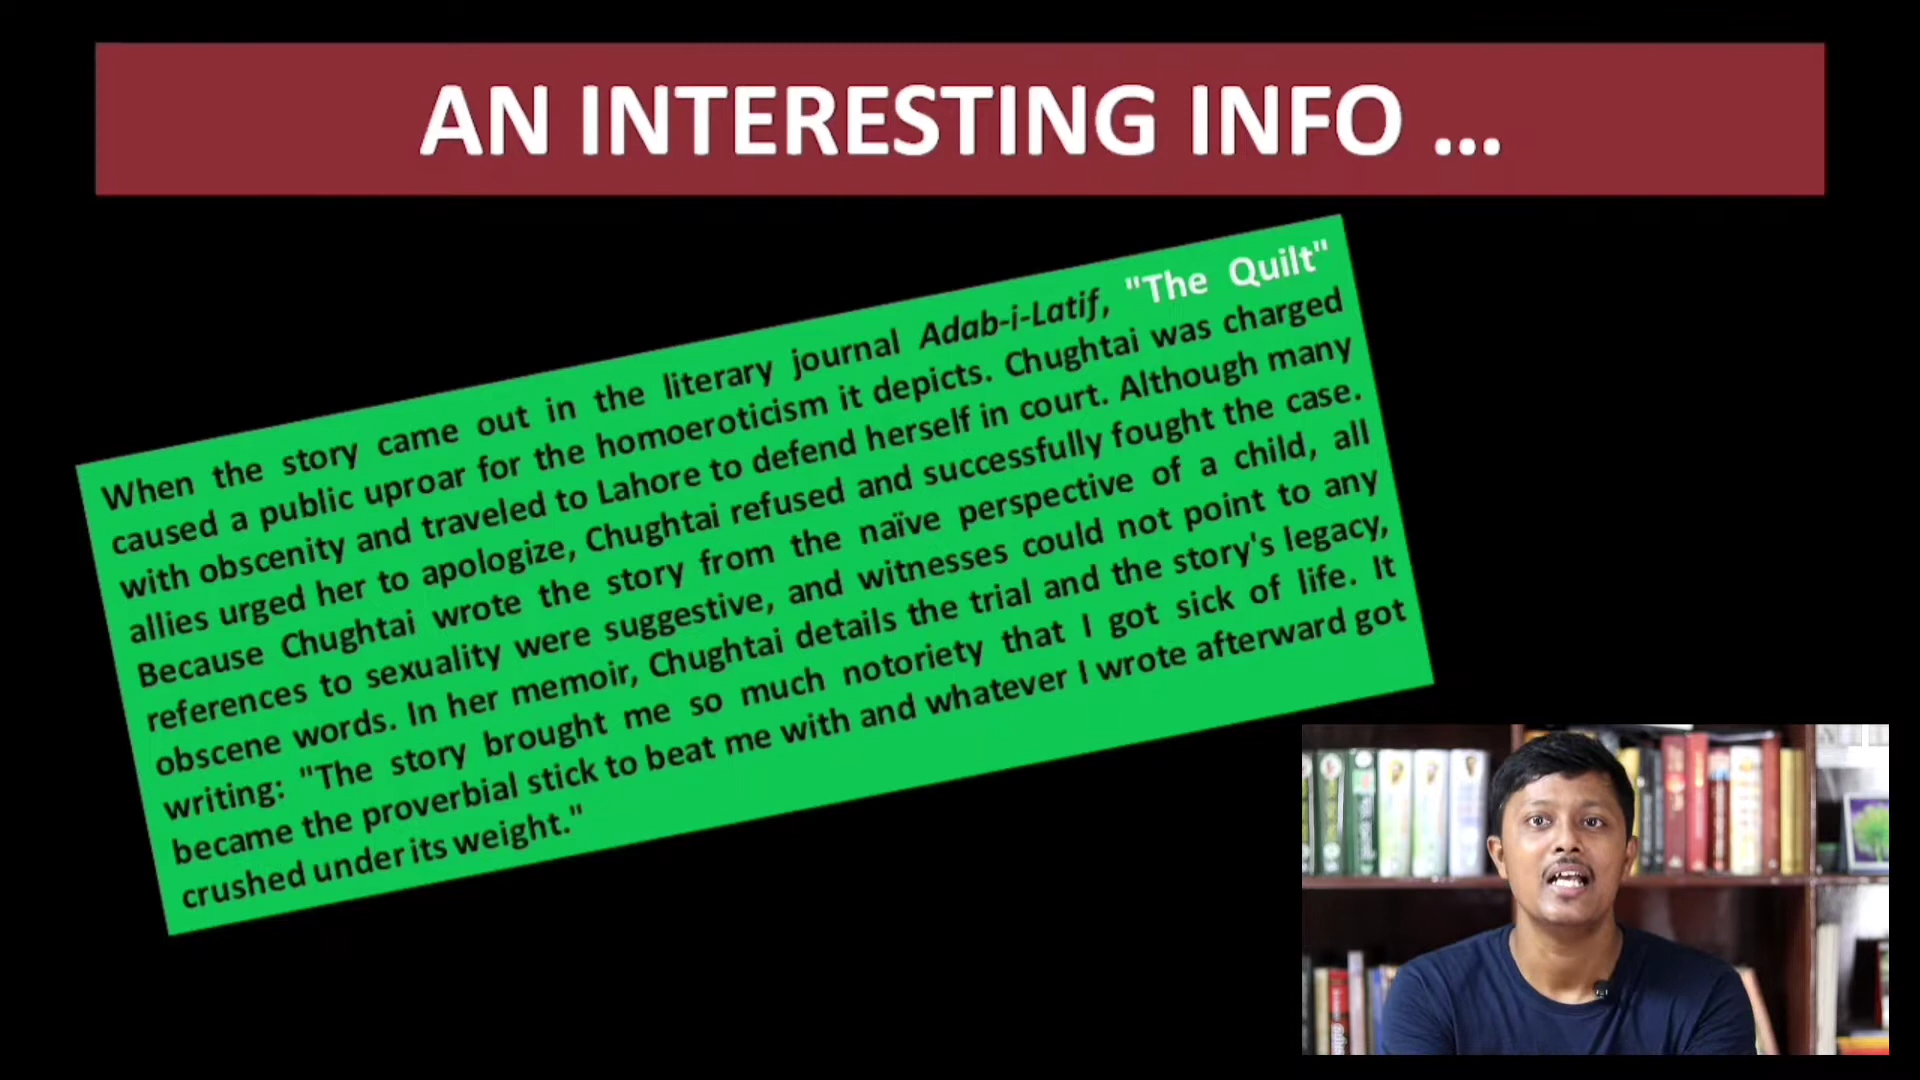 AN INTERESTING INFO ...
When the story came out in the literary journal Adab-i-Latif, "The Quilt"
caused a public uproar for the homoeroticism it depicts. Chughtai was charged
with obscenity and traveled to Lahore to defend herself in court. Although many
allies urged her to apologize, Chughtai refused and successfully fought the case.
Because Chughtai wrote the story from the naïve perspective of a child, all
references to sexuality were suggestive, and witnesses could not point to any
obscene words. In her memoir, Chughtai details the trial and the story's legacy,
writing: "The story brought me so much notoriety that I got sick of life. It
became the proverbial stick to beat me with and whatever I wrote afterward got
crushed under its weight."